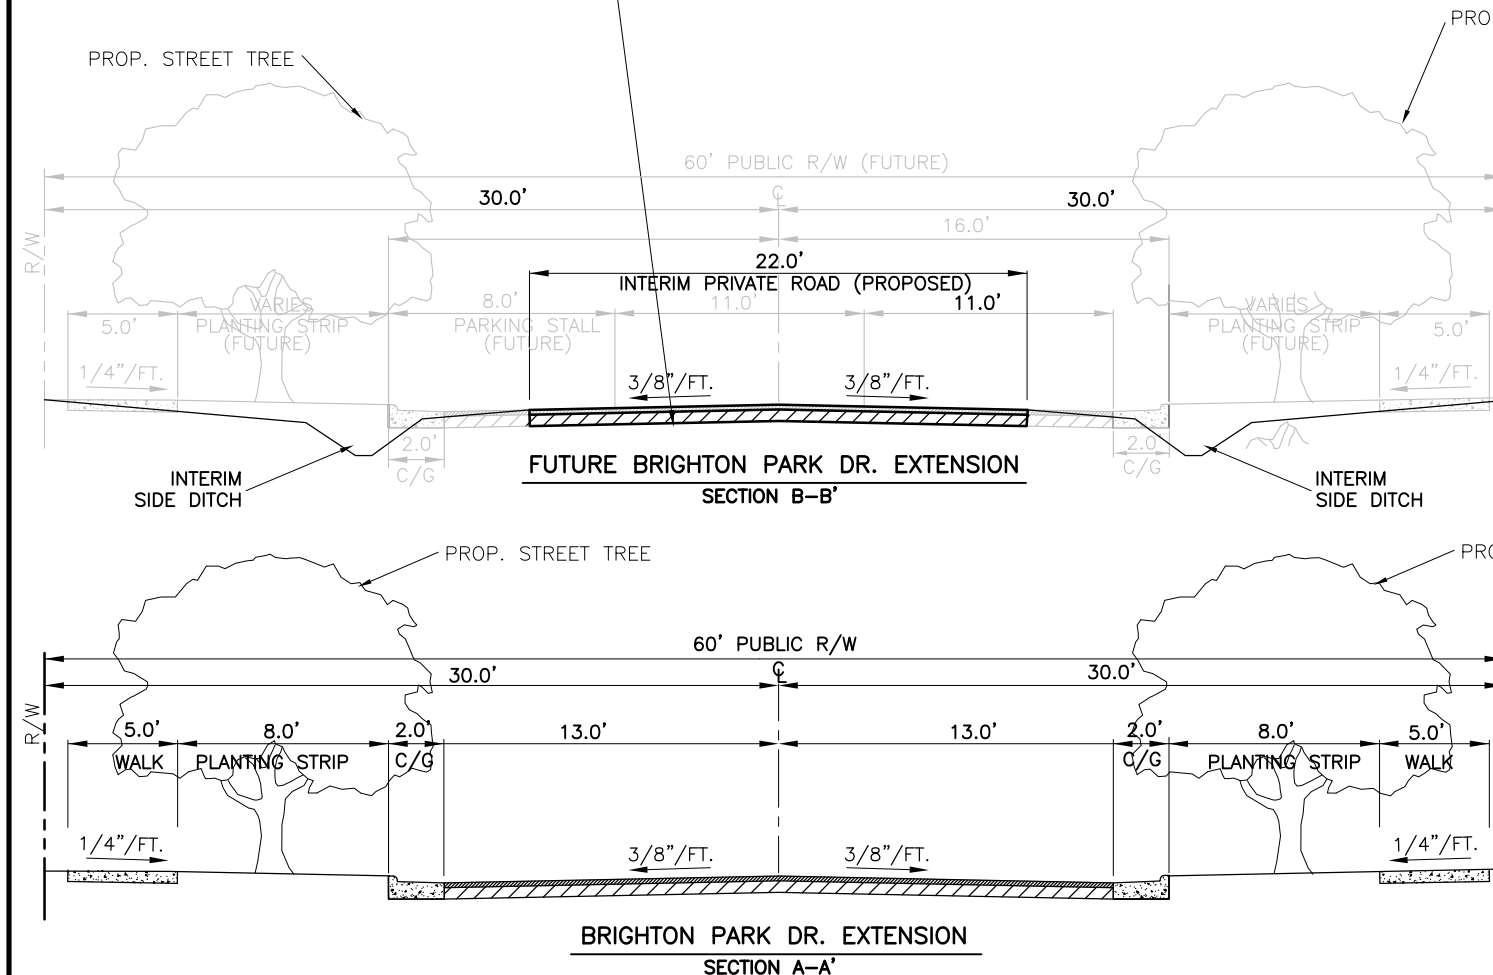 PRO
PROP. STREET TREE
60' PUBLIC R/W (FUTURE)
30.0'
℄
30.0'
16.0'
R/W
22.0'
INTERIM PRIVATE ROAD (PROPOSED)
5.0'
VARIES
PLANTING STRIP
(FUTURE)
8.0'
PARKING STALL
(FUTURE)
11.0'
11.0'
VARIES
PLANTING STRIP
(FUTURE)
5.0'
1/4"/FT.
3/8"/FT.
3/8"/FT.
1/4"/FT.
2.0'
C/G
2.0
C/G
FUTURE BRIGHTON PARK DR. EXTENSION
SECTION B-B'
INTERIM
SIDE DITCH
INTERIM
SIDE DITCH
PROP. STREET TREE
PRO
60' PUBLIC R/W
30.0'
℄
30.0'
R/W
5.0'
WALK
8.0'
PLANTING STRIP
2.0'
C/G
13.0'
13.0'
2.0'
C/G
8.0'
PLANTING STRIP
5.0'
WALK
1/4"/FT.
3/8"/FT.
3/8"/FT.
1/4"/FT.
BRIGHTON PARK DR. EXTENSION
SECTION A-A'